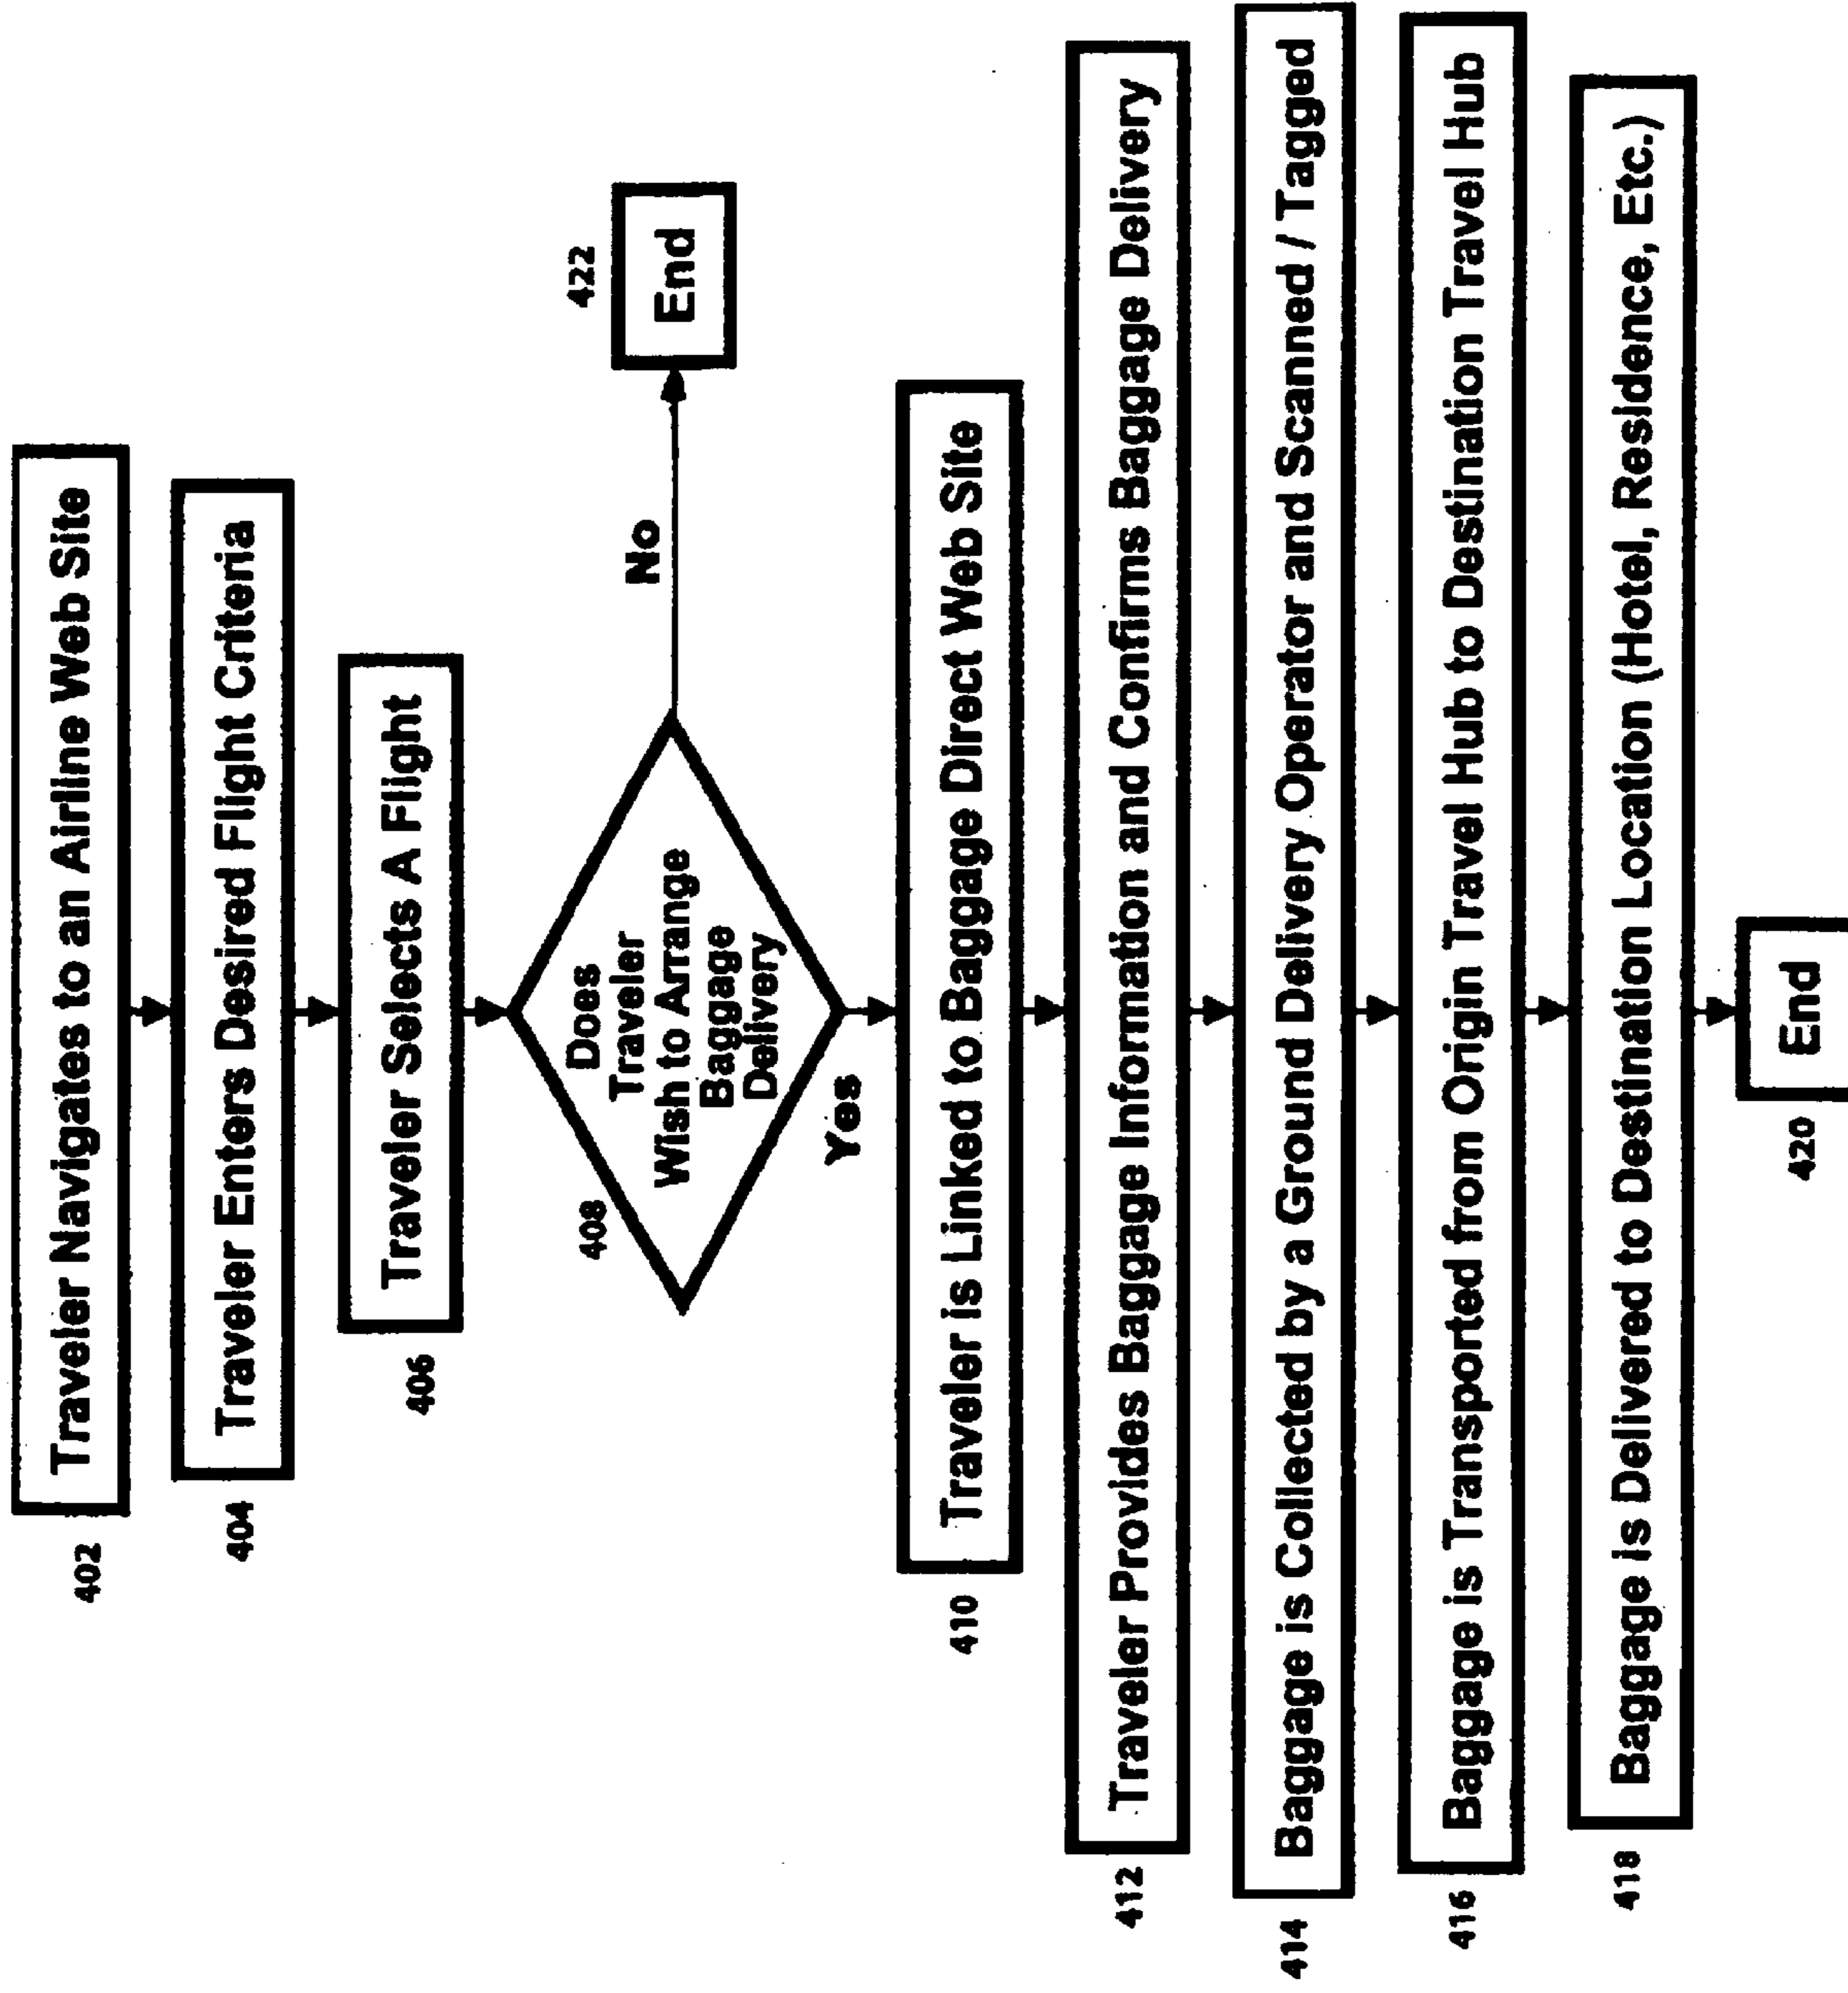 402
Traveler Navigates to an Airline Web Site
404
Traveler Enters Desired Flight Criteria
406
Traveler Selects A Flight
408
Does
Traveler
Wish to Arrange
Baggage
Delivery
No
422
End
Yes
410
Traveler is Linked to Baggage Direct Web Site
412
Traveler Provides Baggage Information and Confirms Baggage Delivery
414
Baggage is Collected by a Ground Delivery Operator and Scanned / Tagged
416
Baggage is Transported from Origin Travel Hub to Destination Travel Hub
418
Baggage is Delivered to Destination Location (Hotel, Residence, Etc.)
420
End